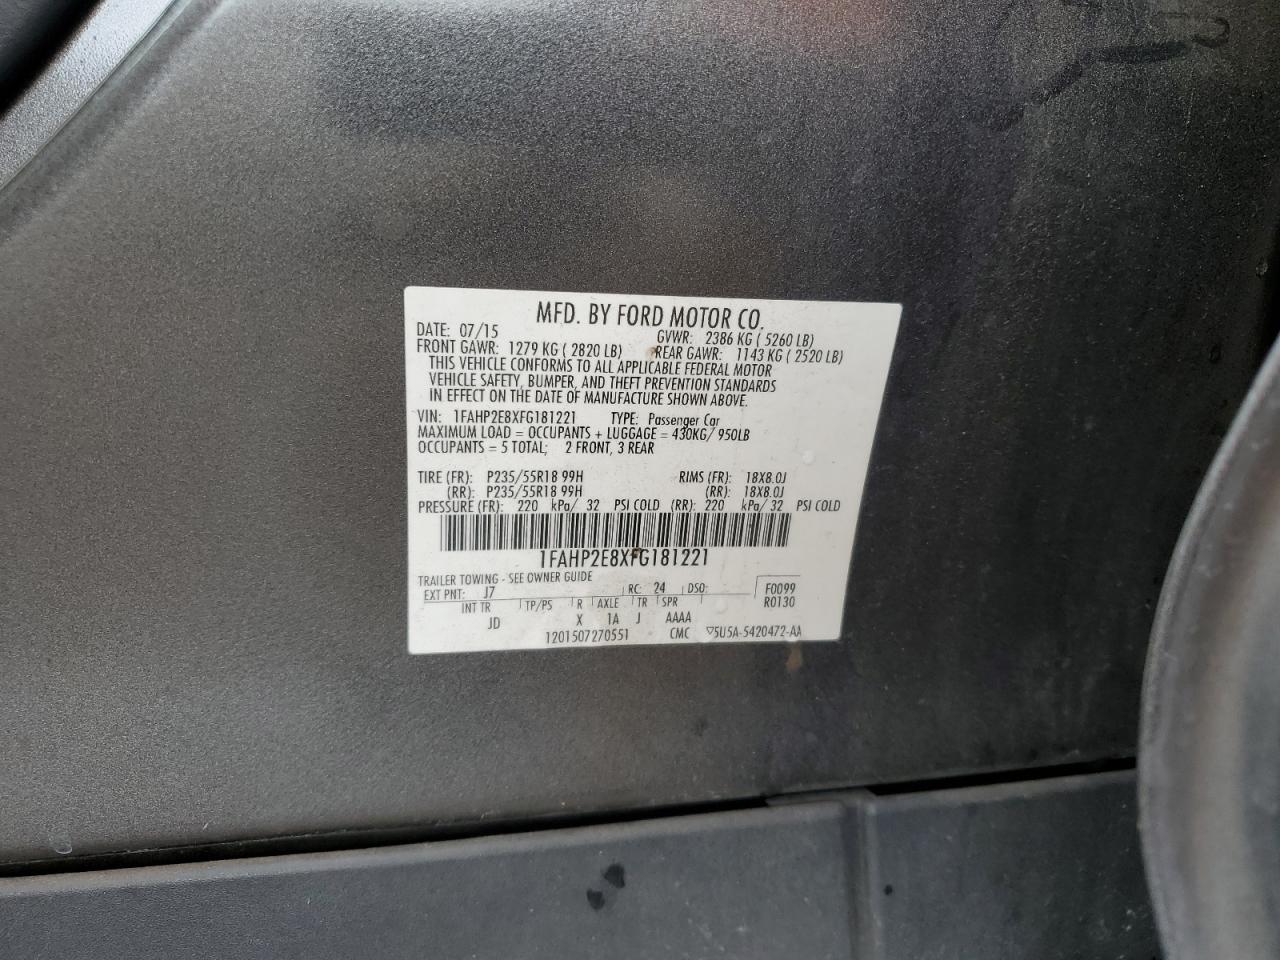 MFD. BY FORD MOTOR CO.
DATE: 07/15 GVWR: 2386 KG ( 5260 LB)
FRONT GAWR: 1279 KG ( 2820 LB) REAR GAWR: 1143 KG ( 2520 LB)
THIS VEHICLE CONFORMS TO ALL APPLICABLE FEDERAL MOTOR
VEHICLE SAFETY, BUMPER, AND THEFT PREVENTION STANDARDS
IN EFFECT ON THE DATE OF MANUFACTURE SHOWN ABOVE.
VIN: 1FAHP2E8XFG181221 TYPE: Passenger Car
MAXIMUM LOAD = OCCUPANTS + LUGGAGE = 430KG/ 950LB
OCCUPANTS = 5 TOTAL; 2 FRONT, 3 REAR
TIRE (FR): P235/55R18 99H RIMS (FR): 18X8.0J
(RR): P235/55R18 99H (RR): 18X8.0J
PRESSURE (FR): 220 kPa/ 32 PSI COLD (RR): 220 kPa/ 32 PSI COLD
1FAHP2E8XFG181221
TRAILER TOWING - SEE OWNER GUIDE
EXT PNT: J7 RC: 24 DSO: F0099
INT TR TP/PS R AXLE TR SPR R0130
JD X 1A J AAAA
1201507270551 CMC ▽5U5A-5420472-AA